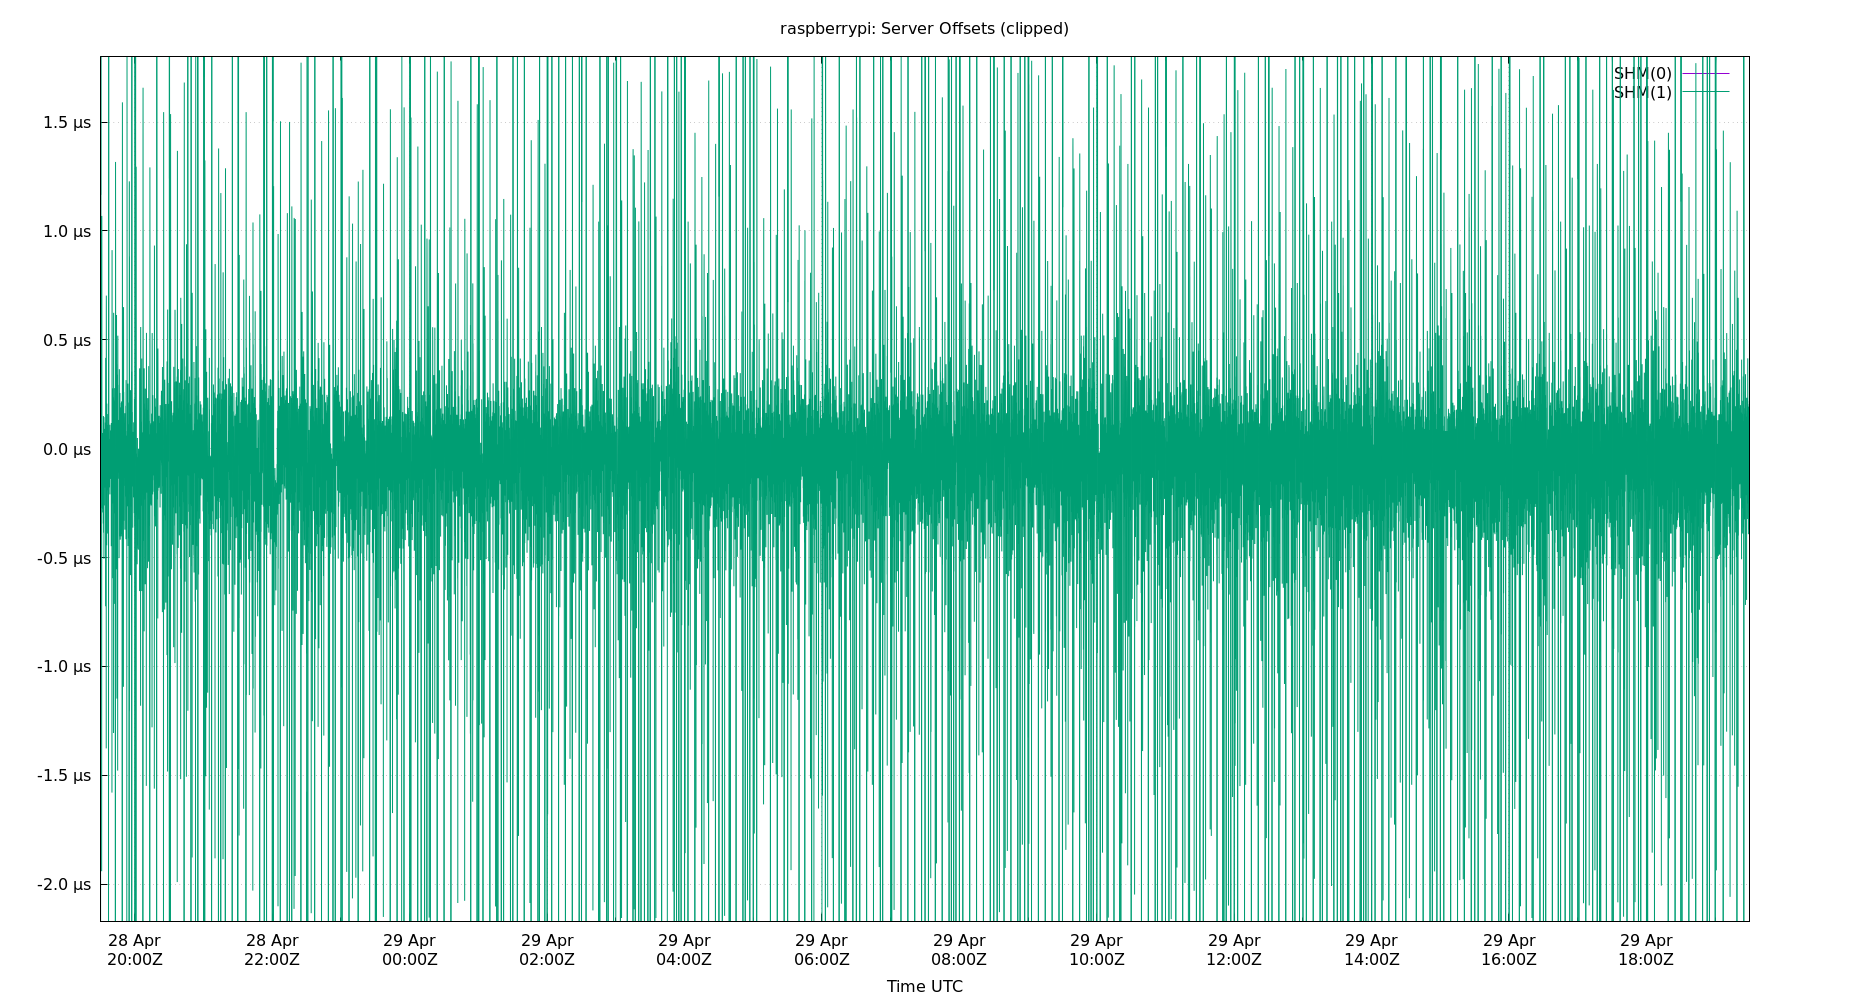 raspberrypi: Server Offsets (clipped)
SHM(0)
SHM(1)
1.5 μs
1.0 μs
0.5 μs
0.0 μs
-0.5 μs
-1.0 μs
-1.5 μs
-2.0 μs
28 Apr 28 Apr 29 Apr 29 Apr 29 Apr 29 Apr 29 Apr 29 Apr 29 Apr 29 Apr 29 Apr 29 Apr
20:00Z 22:00Z 00:00Z 02:00Z 04:00Z 06:00Z 08:00Z 10:00Z 12:00Z 14:00Z 16:00Z 18:00Z
Time UTC